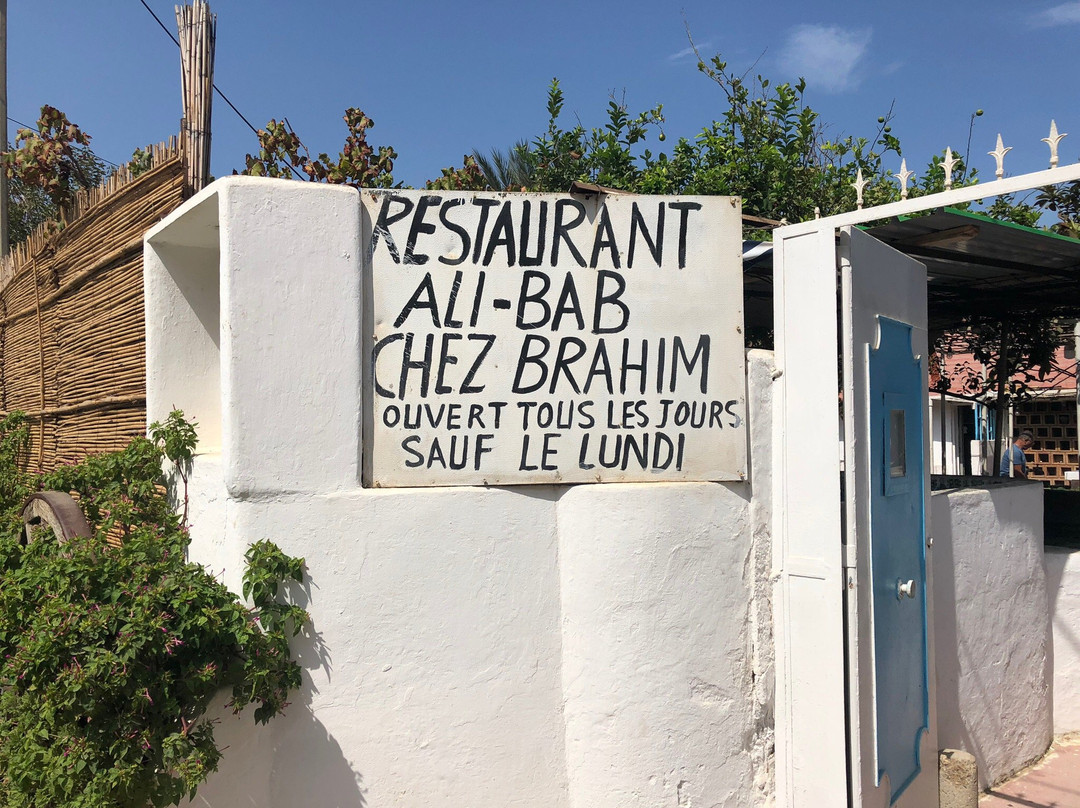 RESTAURANT
ALI-BAB
CHEZ BRAHIM
OUVERT TOUS LES JOURS
SAUF LE LUNDI